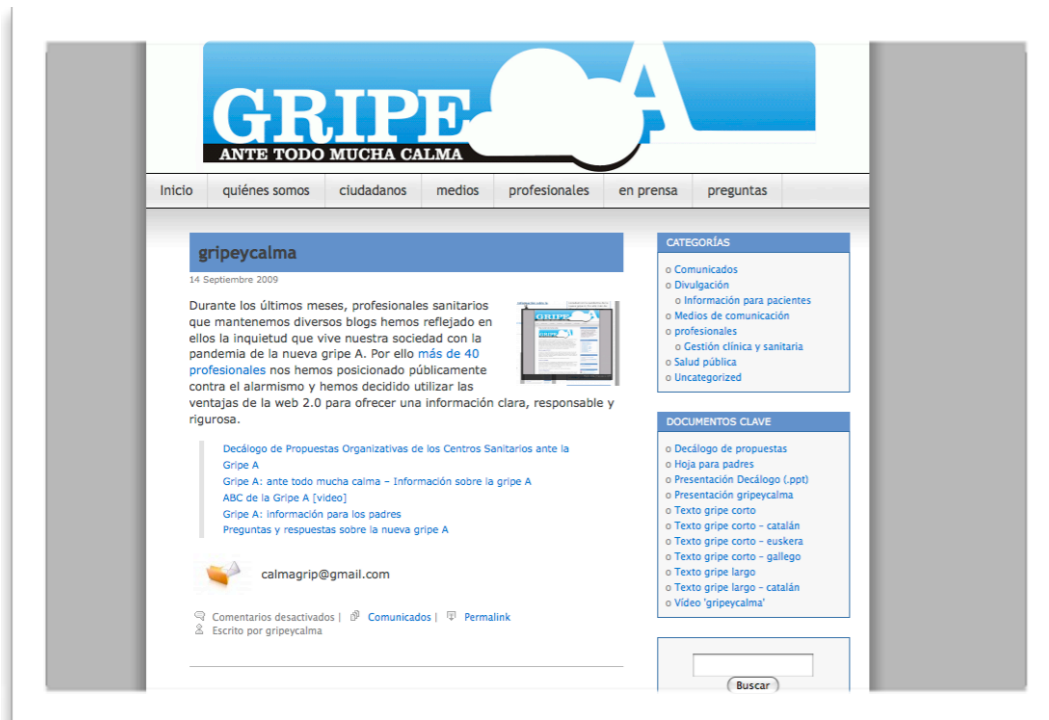 GRIPE A
ANTE TODO MUCHA CALMA
Inicio quiénes somos ciudadanos medios profesionales en prensa preguntas
gripeycalma
14 Septiembre 2009
Durante los últimos meses, profesionales sanitarios
que mantenemos diversos blogs hemos reflejado en
ellos la inquietud que vive nuestra sociedad con la
pandemia de la nueva gripe A. Por ello más de 40
profesionales nos hemos posicionado públicamente
contra el alarmismo y hemos decidido utilizar las
ventajas de la web 2.0 para ofrecer una información clara, responsable y
rigurosa.
Decálogo de Propuestas Organizativas de los Centros Sanitarios ante la
Gripe A
Gripe A: ante todo mucha calma – Información sobre la gripe A
ABC de la Gripe A [video]
Gripe A: información para los padres
Preguntas y respuestas sobre la nueva gripe A
calmagrip@gmail.com
Comentarios desactivados | Comunicados | Permalink
Escrito por gripeycalma
CATEGORÍAS
Comunicados
Divulgación
Información para pacientes
Medios de comunicación
profesionales
Gestión clínica y sanitaria
Salud pública
Uncategorized
DOCUMENTOS CLAVE
Decálogo de propuestas
Hoja para padres
Presentación Decálogo (.ppt)
Presentación gripeycalma
Texto gripe corto
Texto gripe corto – catalán
Texto gripe corto – euskera
Texto gripe corto – gallego
Texto gripe largo
Texto gripe largo – catalán
Vídeo 'gripeycalma'
Buscar